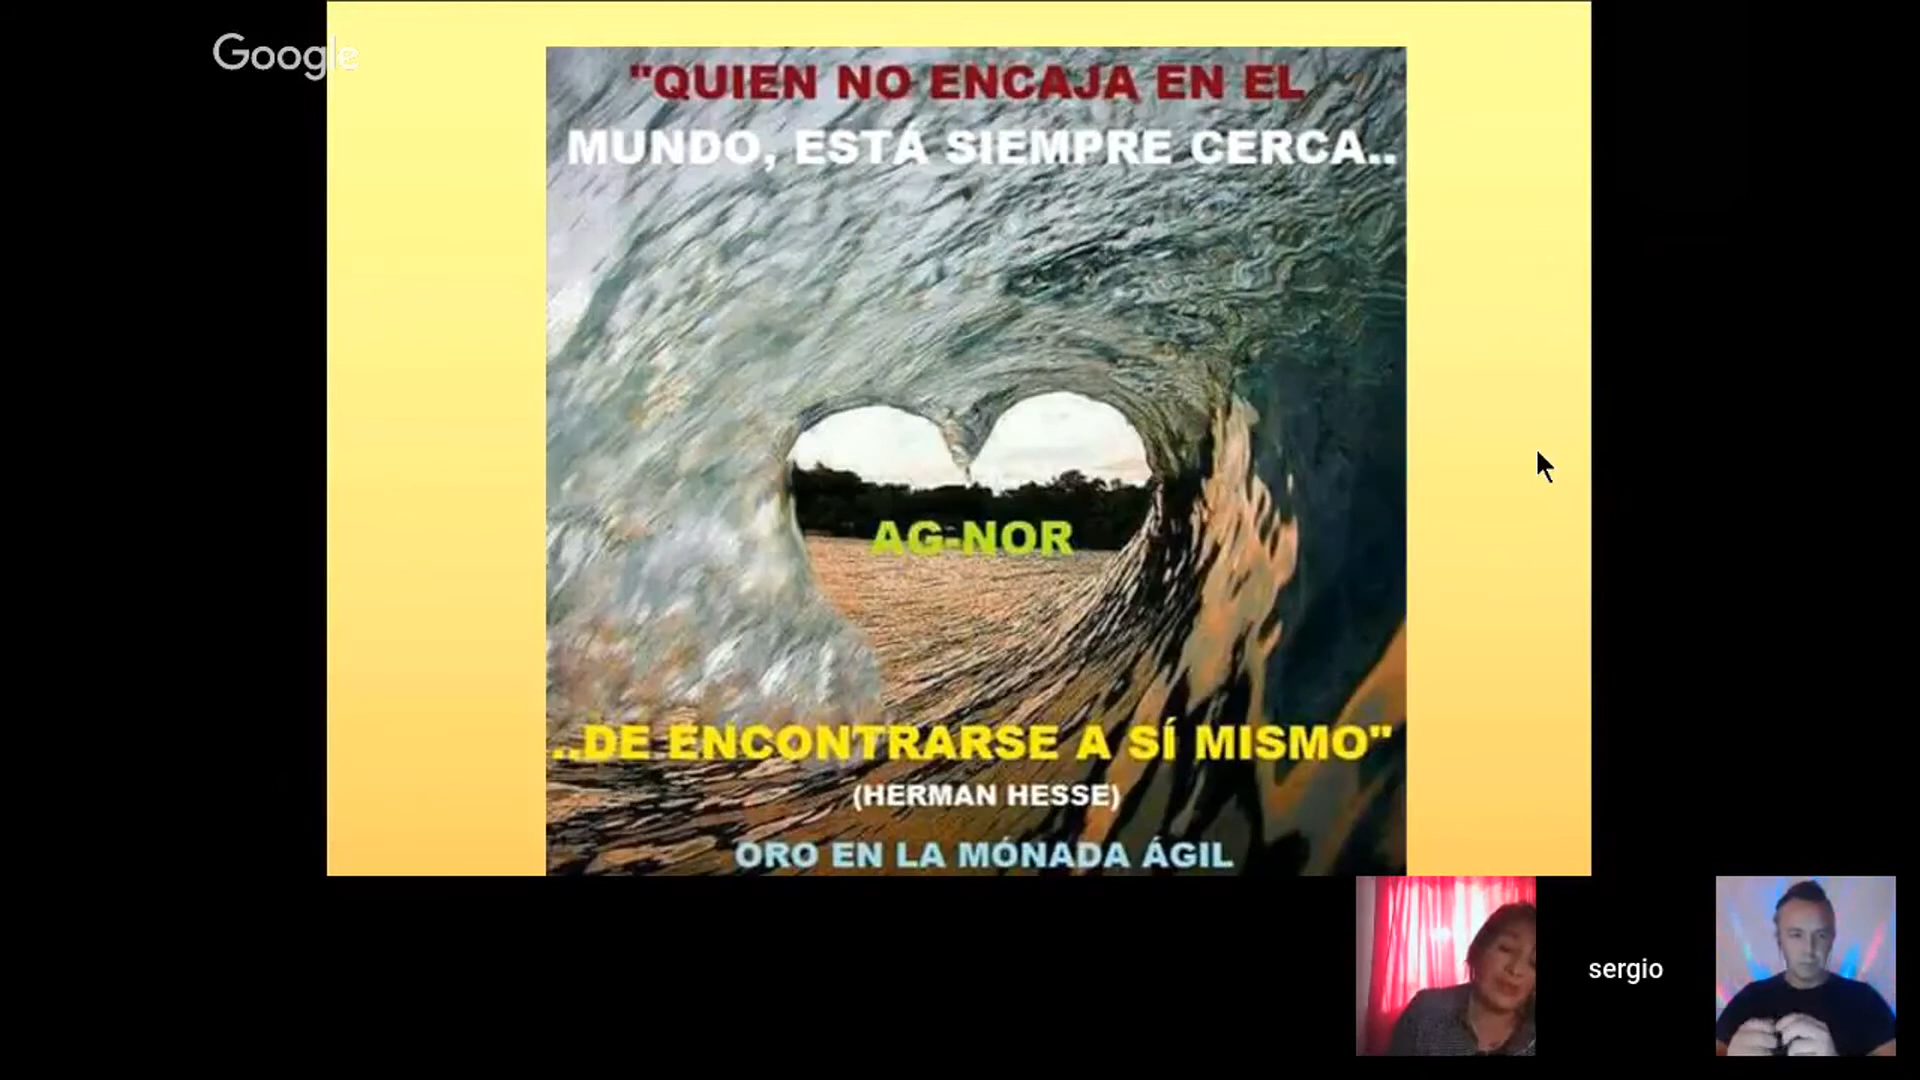 Google
"QUIEN NO ENCAJA EN EL
MUNDO, ESTÁ SIEMPRE CERCA..
AG-NOR
..DE ENCONTRARSE A SÍ MISMO"
(HERMAN HESSE)
ORO EN LA MÓNADA ÁGIL
sergio